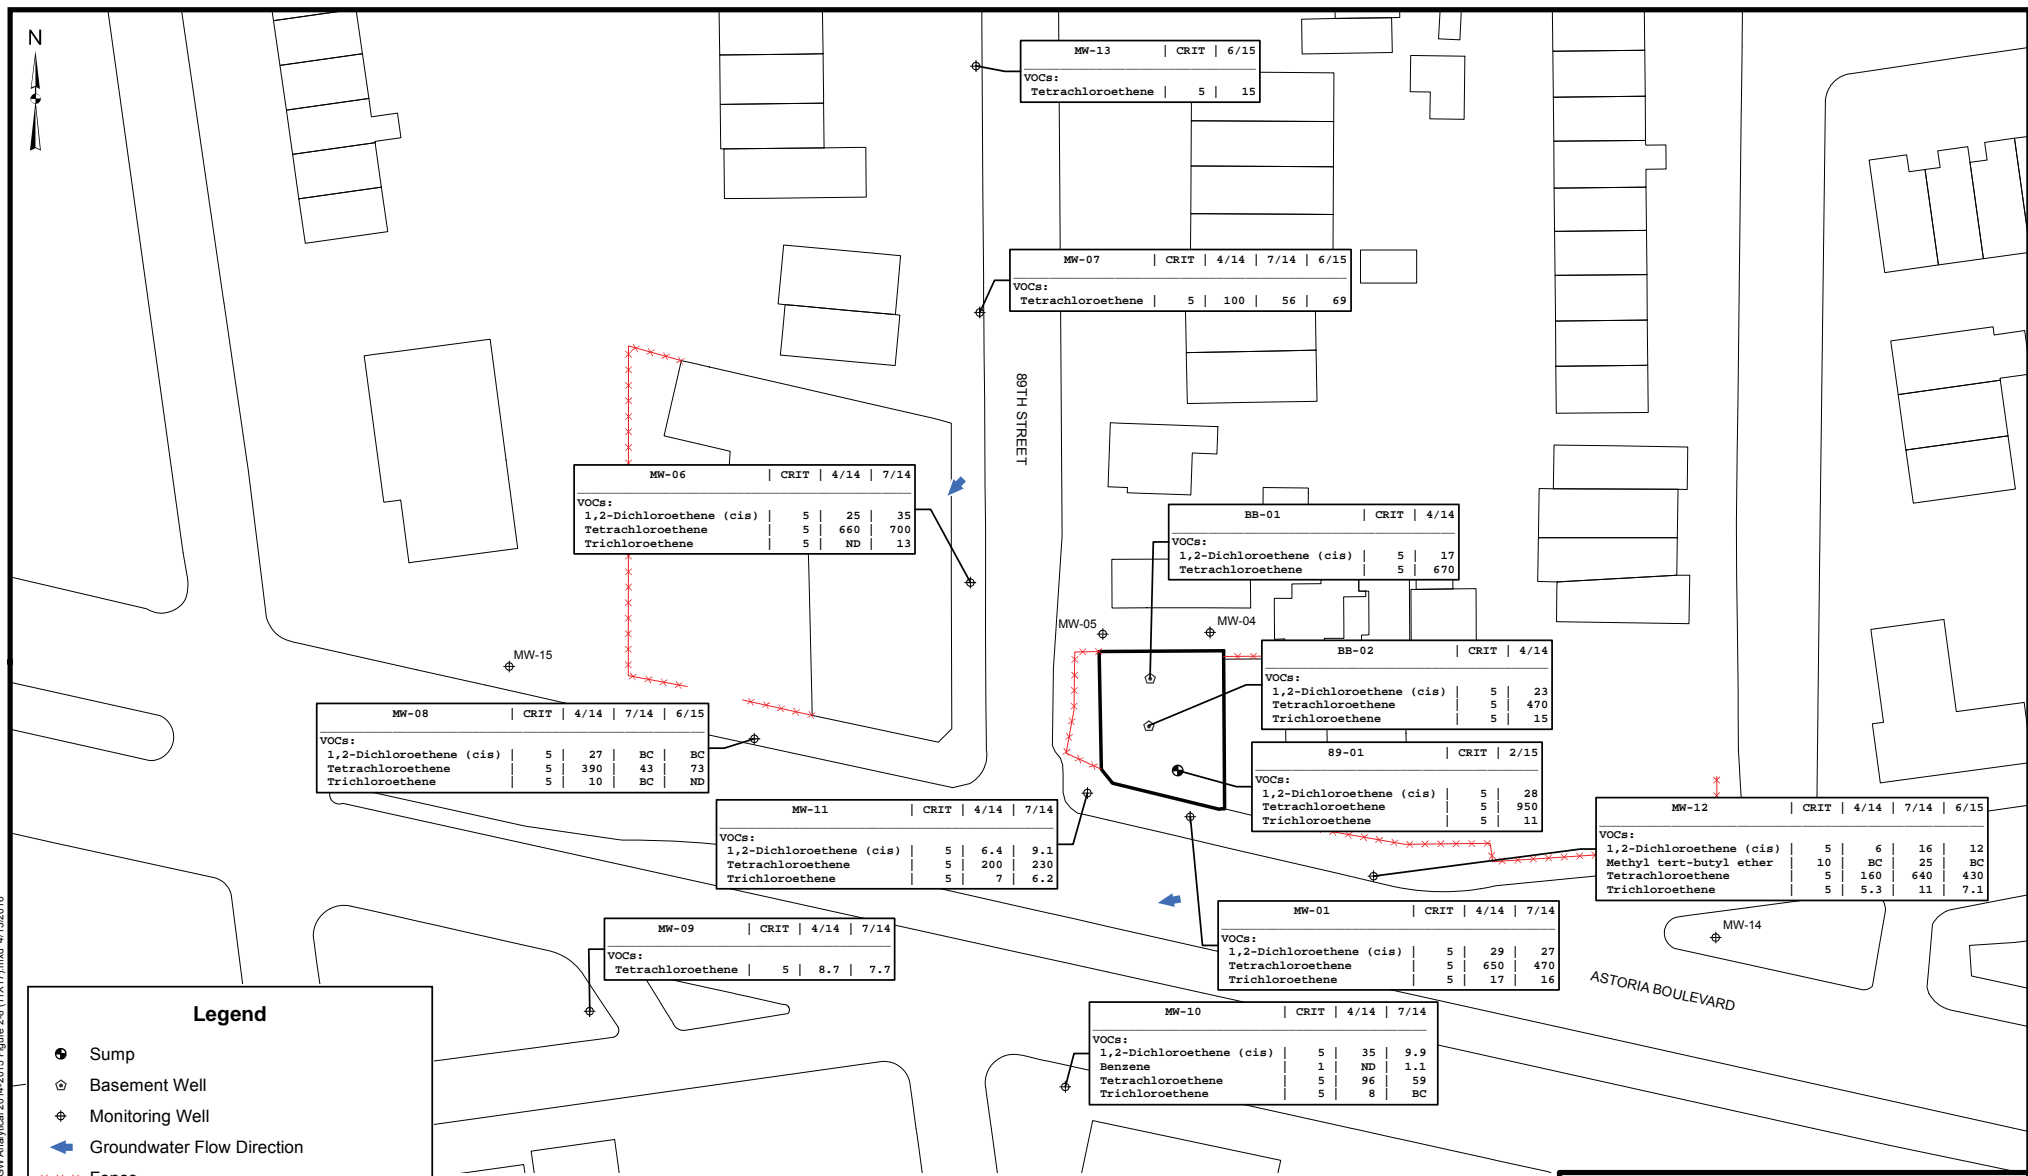 N
MW-13 | CRIT | 6/15
VOCs:
Tetrachloroethene | 5 | 15
MW-07 | CRIT | 4/14 | 7/14 | 6/15
VOCs:
Tetrachloroethene | 5 | 100 | 56 | 69
89TH STREET
MW-06 | CRIT | 4/14 | 7/14
VOCs:
1,2-Dichloroethene (cis) | 5 | 25 | 35
Tetrachloroethene | 5 | 660 | 700
Trichloroethene | 5 | ND | 13
BB-01 | CRIT | 4/14
VOCs:
1,2-Dichloroethene (cis) | 5 | 17
Tetrachloroethene | 5 | 670
MW-05
MW-04
MW-15
BB-02 | CRIT | 4/14
VOCs:
1,2-Dichloroethene (cis) | 5 | 23
Tetrachloroethene | 5 | 470
Trichloroethene | 5 | 15
MW-08 | CRIT | 4/14 | 7/14 | 6/15
VOCs:
1,2-Dichloroethene (cis) | 5 | 27 | BC | BC
Tetrachloroethene | 5 | 390 | 43 | 73
Trichloroethene | 5 | 10 | BC | ND
89-01 | CRIT | 2/15
VOCs:
1,2-Dichloroethene (cis) | 5 | 28
Tetrachloroethene | 5 | 950
Trichloroethene | 5 | 11
MW-11 | CRIT | 4/14 | 7/14
VOCs:
1,2-Dichloroethene (cis) | 5 | 6.4 | 9.1
Tetrachloroethene | 5 | 200 | 230
Trichloroethene | 5 | 7 | 6.2
MW-12 | CRIT | 4/14 | 7/14 | 6/15
VOCs:
1,2-Dichloroethene (cis) | 5 | 6 | 16 | 12
Methyl tert-butyl ether | 10 | BC | 25 | BC
Tetrachloroethene | 5 | 160 | 640 | 430
Trichloroethene | 5 | 5.3 | 11 | 7.1
MW-09 | CRIT | 4/14 | 7/14
VOCs:
Tetrachloroethene | 5 | 8.7 | 7.7
MW-01 | CRIT | 4/14 | 7/14
VOCs:
1,2-Dichloroethene (cis) | 5 | 29 | 27
Tetrachloroethene | 5 | 650 | 470
Trichloroethene | 5 | 17 | 16
MW-14
ASTORIA BOULEVARD
MW-10 | CRIT | 4/14 | 7/14
VOCs:
1,2-Dichloroethene (cis) | 5 | 35 | 9.9
Benzene | 1 | ND | 1.1
Tetrachloroethene | 5 | 96 | 59
Trichloroethene | 5 | 8 | BC
Legend
Sump
Basement Well
Monitoring Well
Groundwater Flow Direction